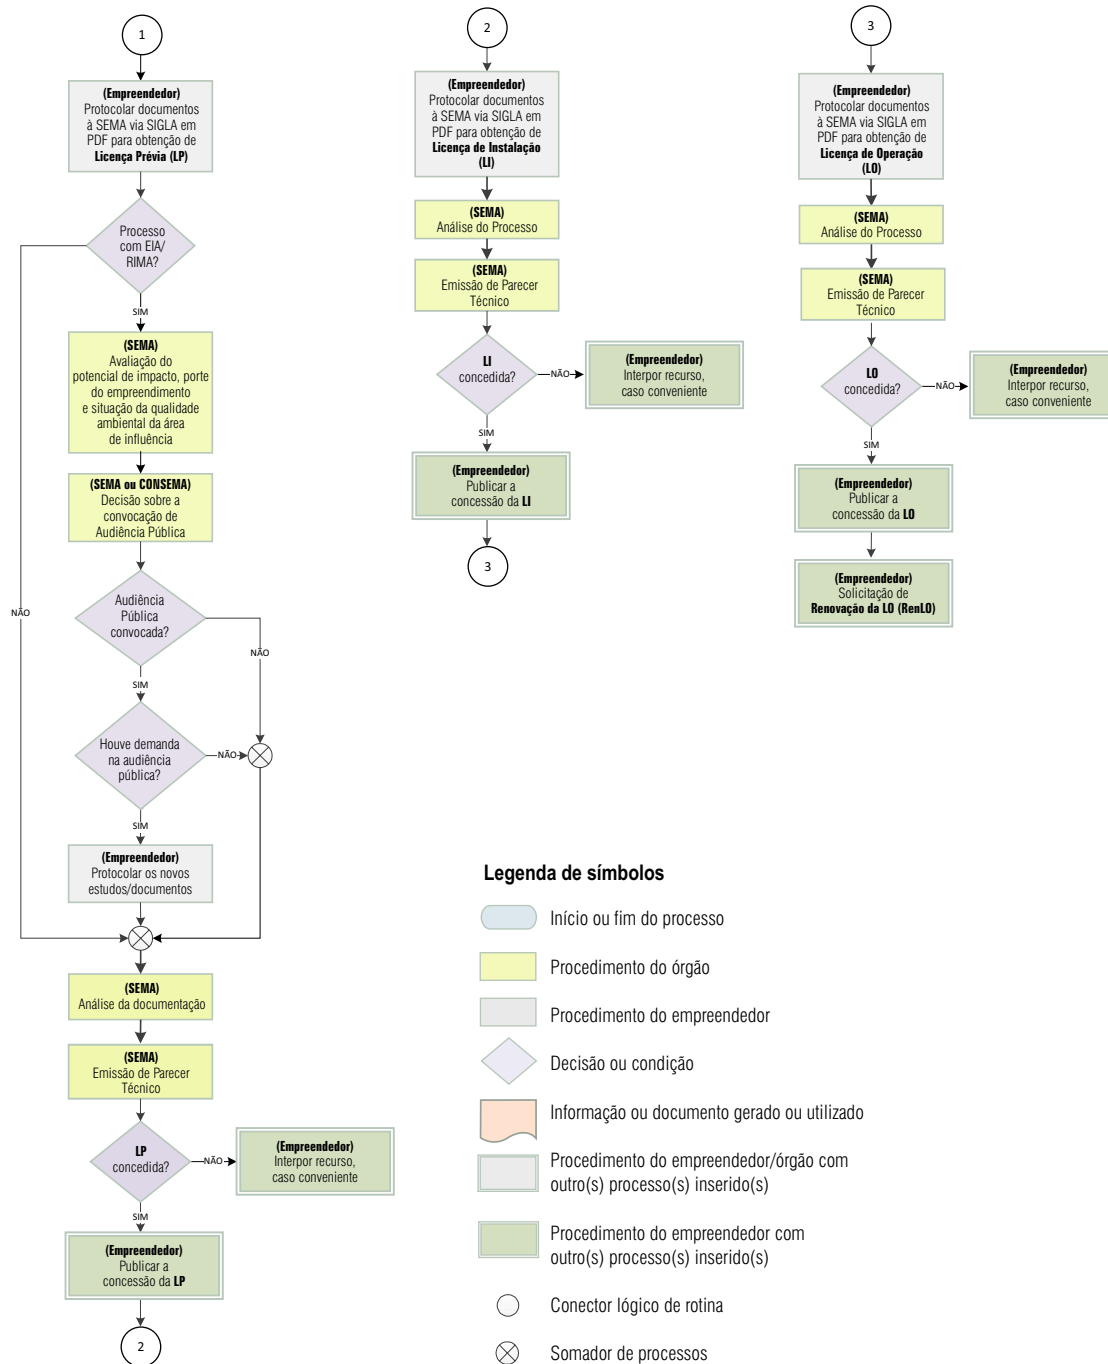 1
(Empreendedor)
Protocolar documentos
à SEMA via SIGLA em
PDF para obtenção de
Licença Prévia (LP)
Processo
com EIA/
RIMA?
SIM
NÃO
(SEMA)
Avaliação do
potencial de impacto, porte
do empreendimento
e situação da qualidade
ambiental da área
de influência
(SEMA ou CONSEMA)
Decisão sobre a
convocação de
Audiência Pública
Audiência
Pública
convocada?
NÃO
SIM
Houve demanda
na audiência
pública?
NÃO
SIM
(Empreendedor)
Protocolar os novos
estudos/documentos
(SEMA)
Análise da documentação
(SEMA)
Emissão de Parecer
Técnico
LP
concedida?
NÃO
(Empreendedor)
Interpor recurso,
caso conveniente
SIM
(Empreendedor)
Publicar a
concessão da LP
2
2
(Empreendedor)
Protocolar documentos
à SEMA via SIGLA em
PDF para obtenção de
Licença de Instalação
(LI)
(SEMA)
Análise do Processo
(SEMA)
Emissão de Parecer
Técnico
LI
concedida?
NÃO
(Empreendedor)
Interpor recurso,
caso conveniente
SIM
(Empreendedor)
Publicar a
concessão da LI
3
3
(Empreendedor)
Protocolar documentos
à SEMA via SIGLA em
PDF para obtenção de
Licença de Operação
(LO)
(SEMA)
Análise do Processo
(SEMA)
Emissão de Parecer
Técnico
LO
concedida?
NÃO
(Empreendedor)
Interpor recurso,
caso conveniente
SIM
(Empreendedor)
Publicar a
concessão da LO
(Empreendedor)
Solicitação de
Renovação da LO (RenLO)
Legenda de símbolos
Início ou fim do processo
Procedimento do órgão
Procedimento do empreendedor
Decisão ou condição
Informação ou documento gerado ou utilizado
Procedimento do empreendedor/órgão com
outro(s) processo(s) inserido(s)
Procedimento do empreendedor com
outro(s) processo(s) inserido(s)
Conector lógico de rotina
Somador de processos